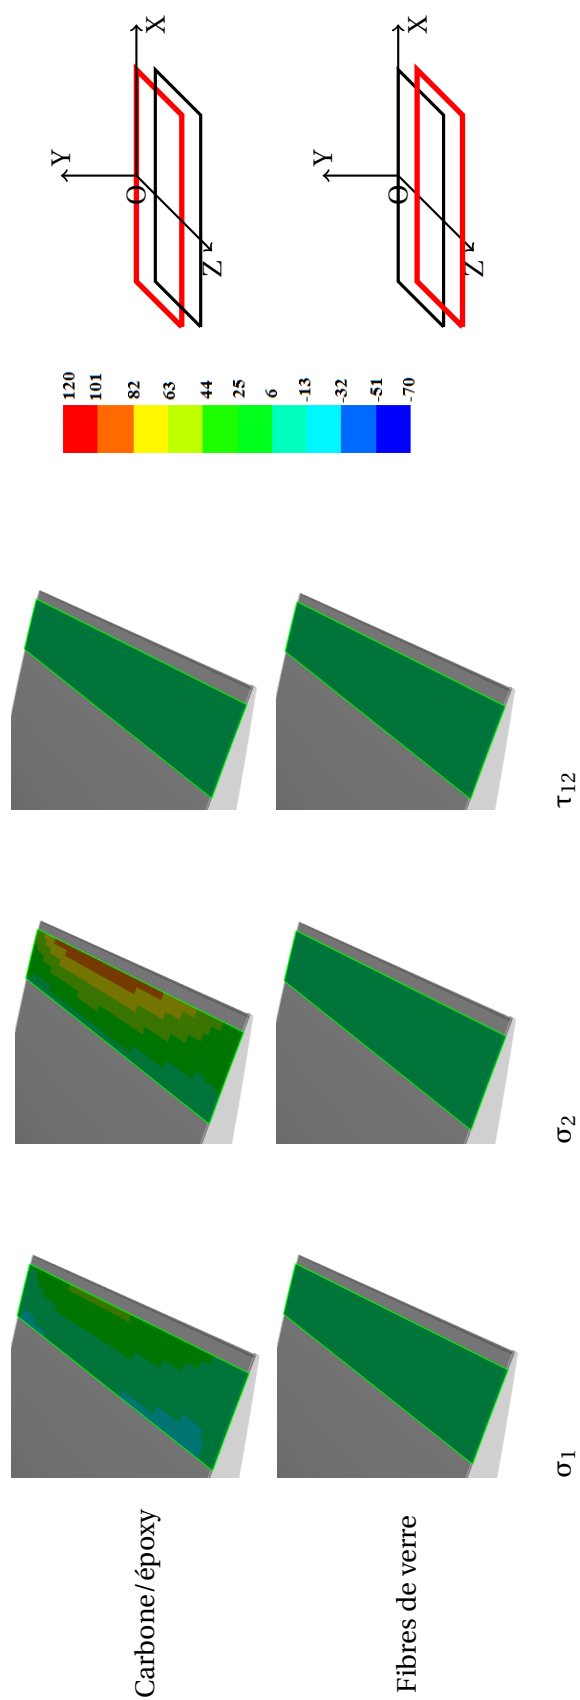 Carbone/époxy
Fibres de verre
σ1
σ2
τ12
120
101
82
63
44
25
6
-13
-32
-51
-70
Y
X
O
Z
Y
X
O
Z